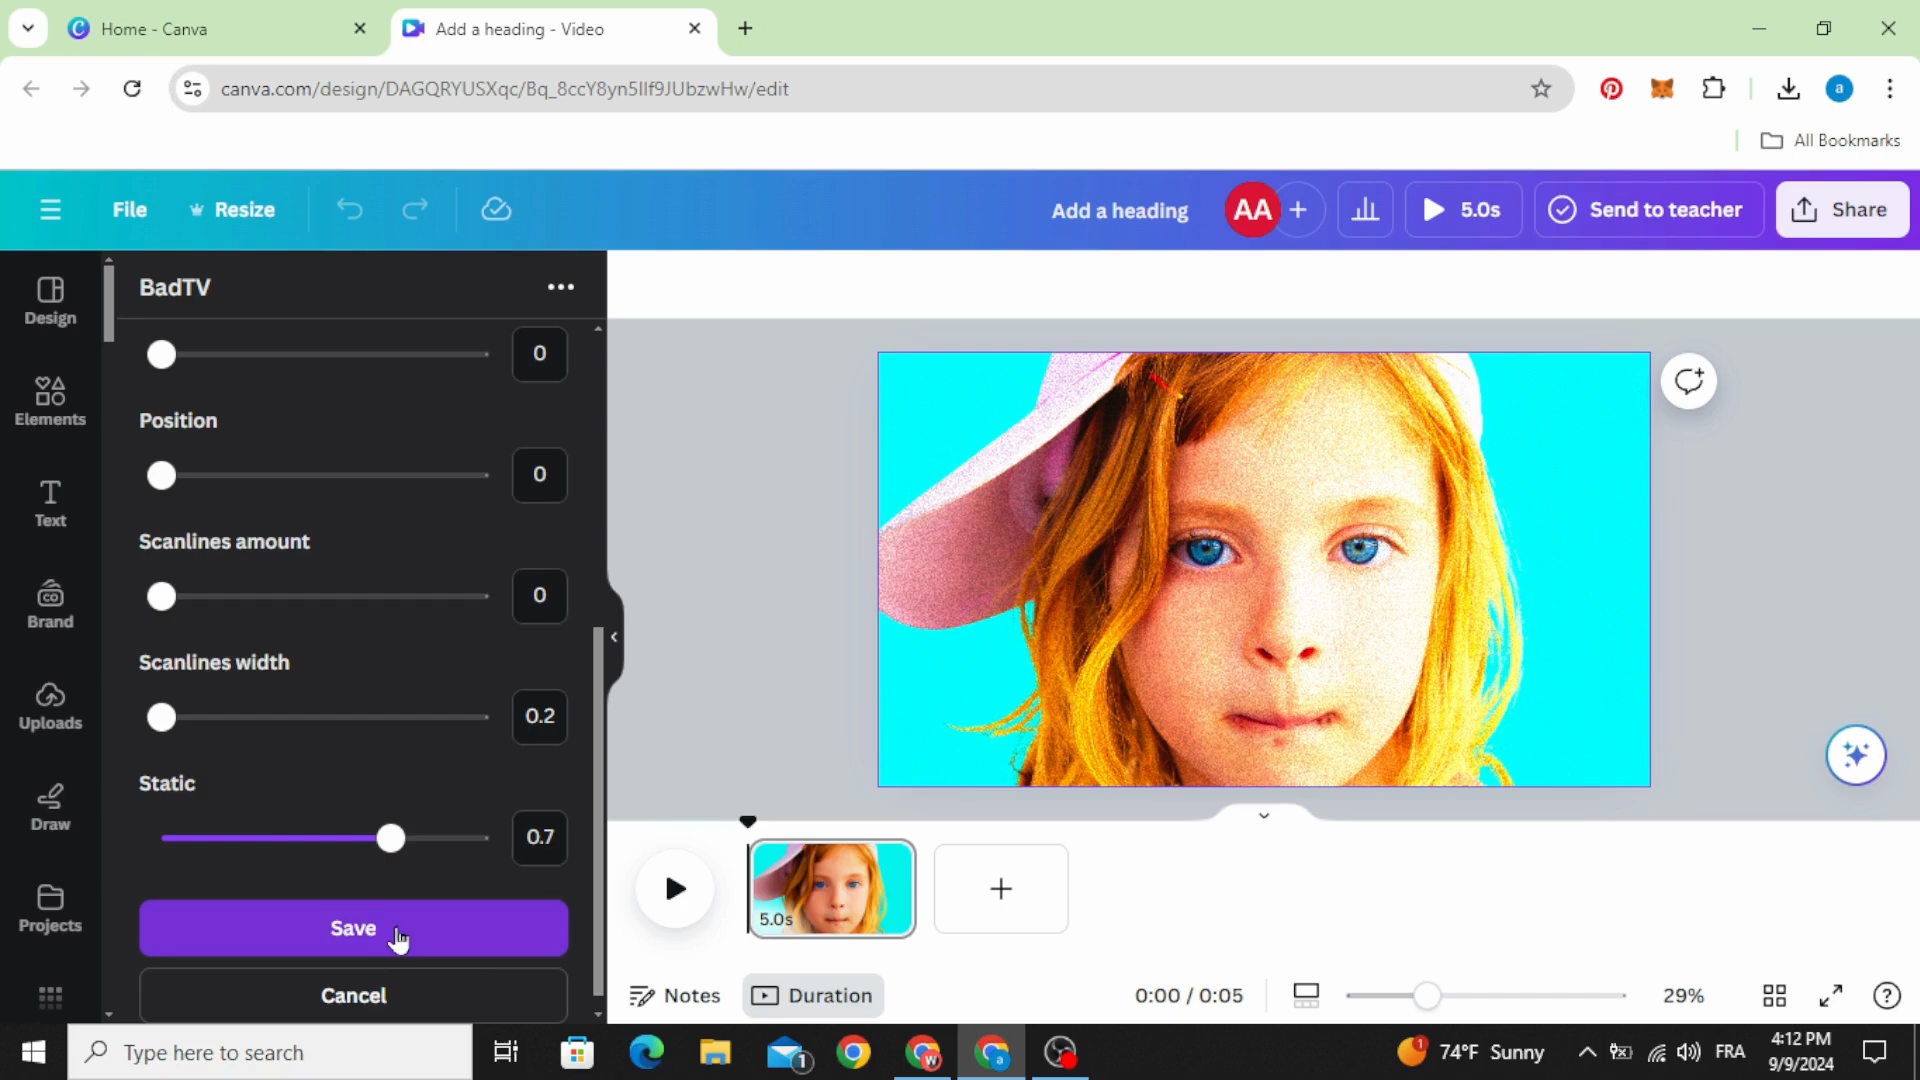 Home - Canva
Add a heading - Video
canva.com/design/DAGQRYUSXqc/Bq_8ccY8yn5Ilf9JUbzwHw/edit
a
All Bookmarks
File
Resize
Add a heading
AA
5.0s
Send to teacher
Share
Design
Elements
Text
Brand
Uploads
Draw
Projects
BadTV
0
Position
0
Scanlines amount
0
Scanlines width
0.2
Static
0.7
Save
Cancel
5.0s
Notes
Duration
0:00 / 0:05
29%
Type here to search
1
W
a
1
74°F Sunny
FRA
4:12 PM
9/9/2024